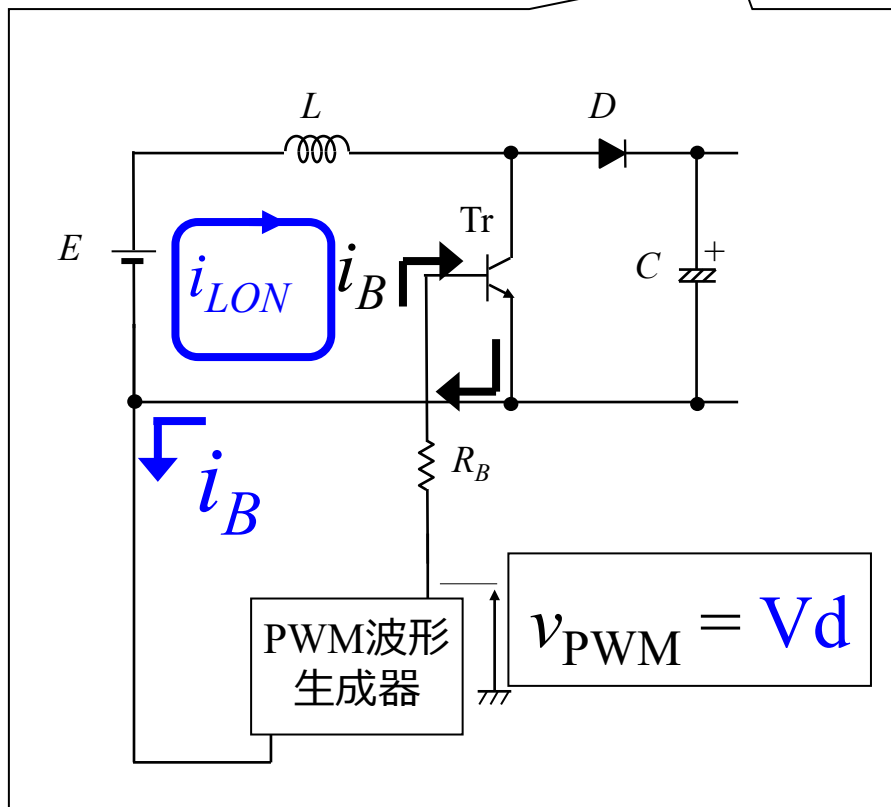 L
D
Tr
E
i_LON
i_B
C
+
R_B
i_B
PWM波形
生成器
v_PWM = Vd